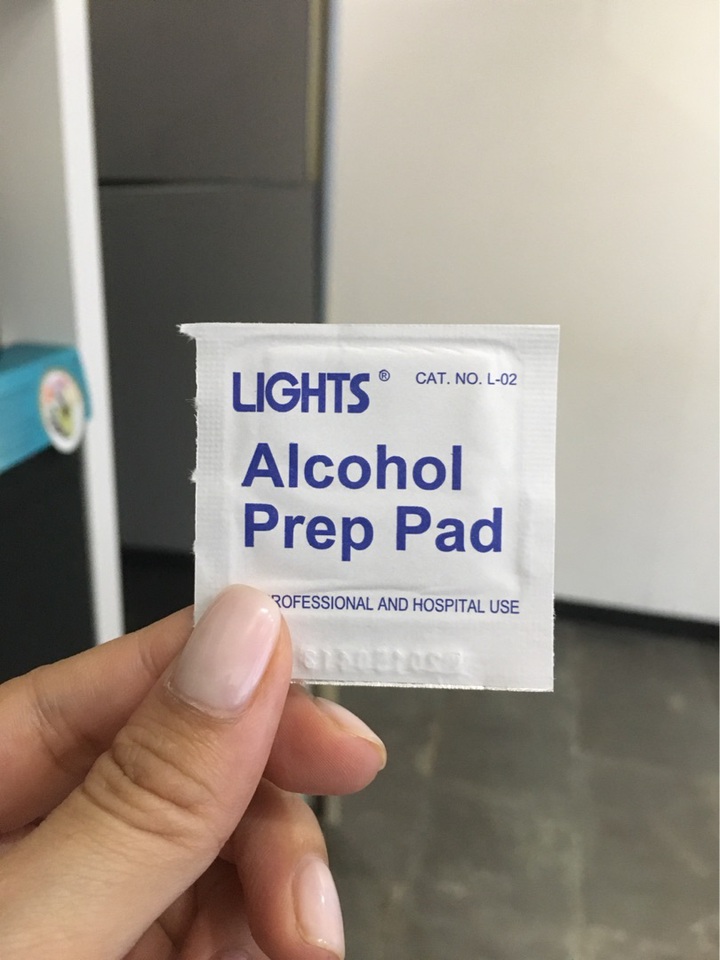 LIGHTS® CAT. NO. L-02
Alcohol
Prep Pad
ROFESSIONAL AND HOSPITAL USE